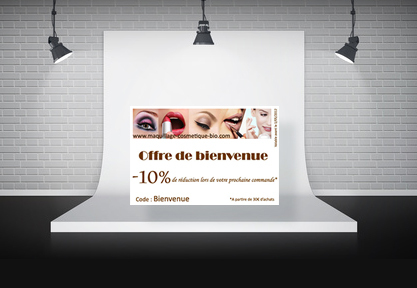 www.maquillage-cosmetique-bio.com
Offre de bienvenue
-10% de réduction lors de votre prochaine commande*
Code : Bienvenue
*A partire de 30€ d'achats